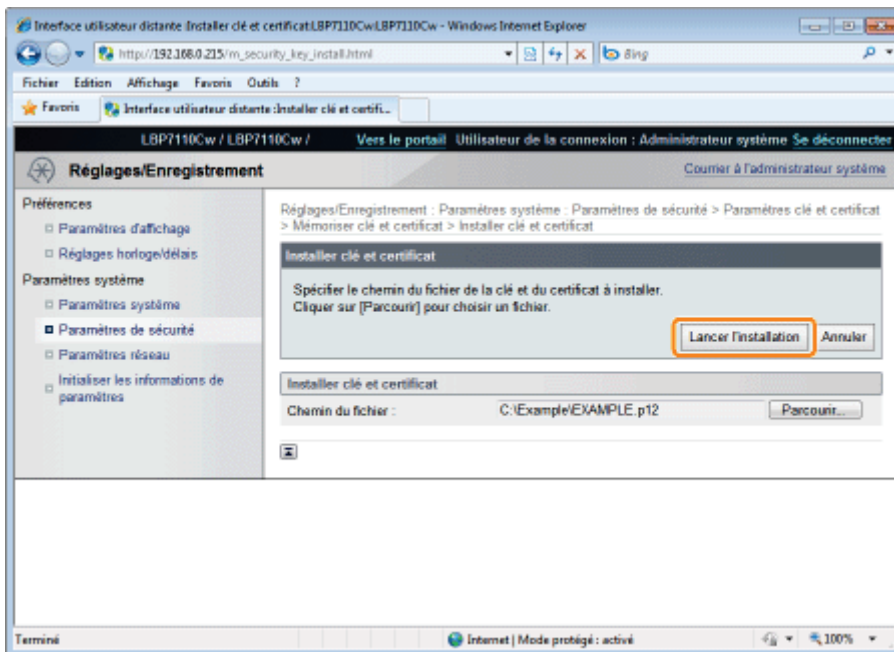 Interface utilisateur distante :Installer clé et certificat:LBP7110Cw:LBP7110Cw - Windows Internet Explorer
http://192.168.0.215/m_security_key_install.html
Bing
Fichier Edition Affichage Favoris Outils ?
Favoris Interface utilisateur distante :Installer clé et certifi...
LBP7110Cw / LBP7110Cw / Vers le portail Utilisateur de la connexion : Administrateur système Se déconnecter
Réglages/Enregistrement Courrier à l'administrateur système
Préférences
Paramètres d'affichage
Réglages horloge/délais
Paramètres système
Paramètres système
Paramètres de sécurité
Paramètres réseau
Initialiser les informations de
paramètres
Réglages/Enregistrement : Paramètres système : Paramètres de sécurité > Paramètres clé et certificat
> Mémoriser clé et certificat > Installer clé et certificat
Installer clé et certificat
Spécifier le chemin du fichier de la clé et du certificat à installer.
Cliquer sur [Parcourir] pour choisir un fichier.
Lancer l'installation Annuler
Installer clé et certificat
Chemin du fichier : C:\Example\EXAMPLE.p12 Parcourir...
Terminé Internet | Mode protégé : activé 100%